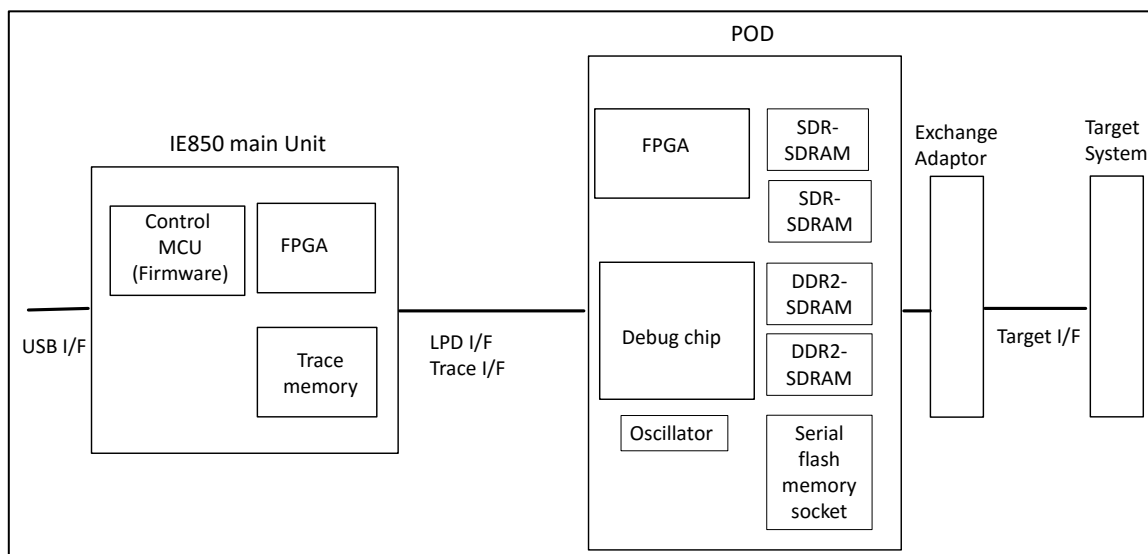 POD
IE850 main Unit
Control
MCU
(Firmware)
FPGA
Trace
memory
USB I/F
LPD I/F
Trace I/F
FPGA
SDR-
SDRAM
SDR-
SDRAM
Debug chip
DDR2-
SDRAM
DDR2-
SDRAM
Oscillator
Serial
flash
memory
socket
Exchange
Adaptor
Target I/F
Target
System